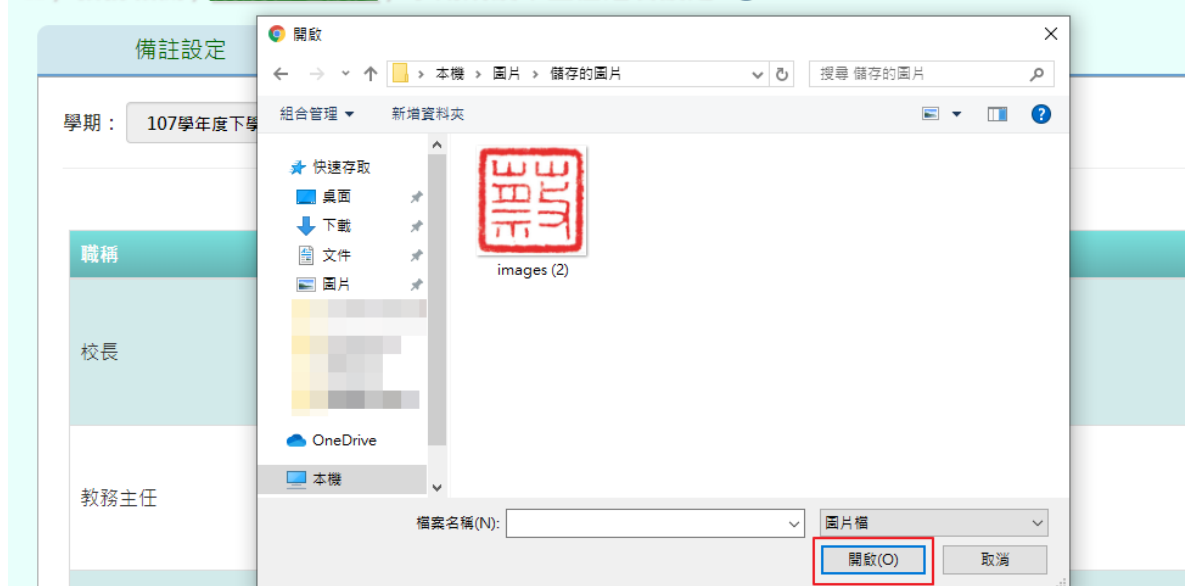 備註設定
開啟
本機 › 圖片 › 儲存的圖片
搜尋 儲存的圖片
學期： 107學年度下學
組合管理
新增資料夾
快速存取
桌面
下載
文件
圖片
images (2)
職稱
校長
OneDrive
本機
教務主任
檔案名稱(N):
圖片檔
開啟(O)
取消